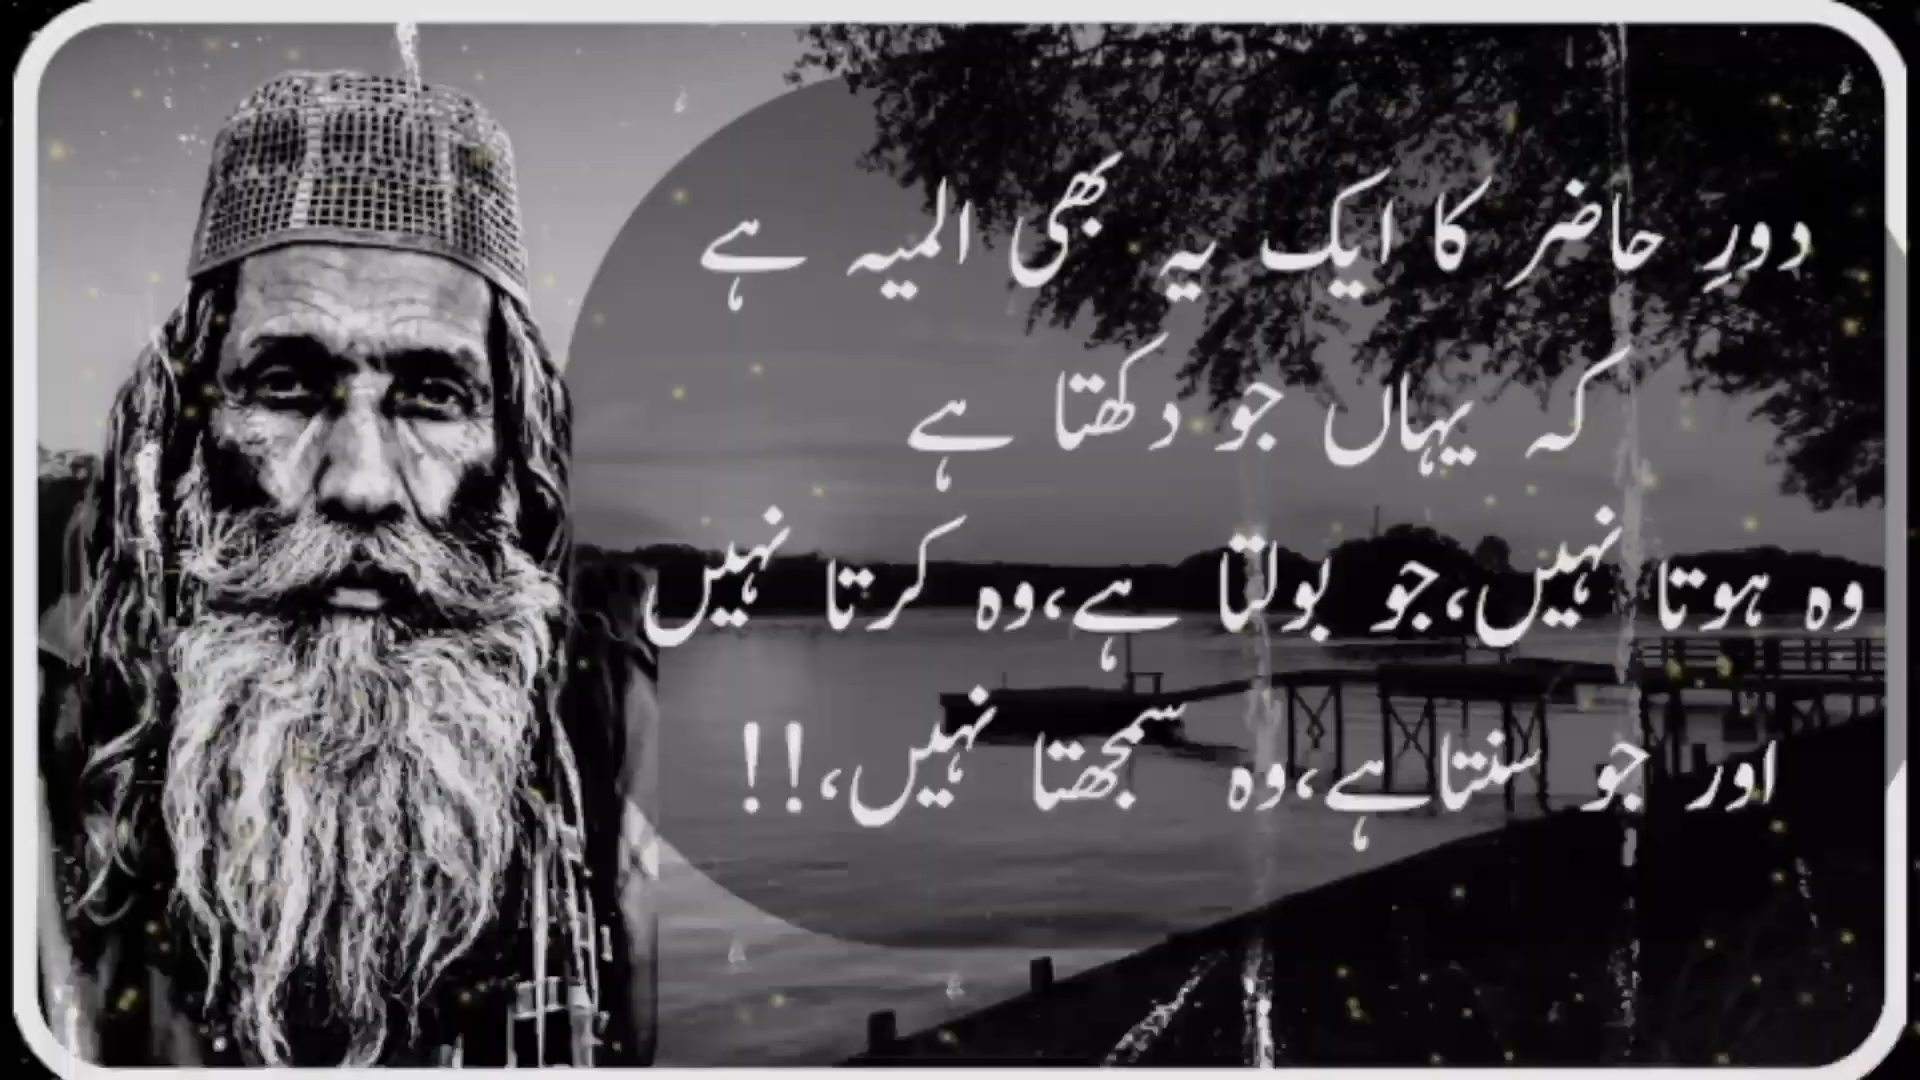 دورِ حاضر کا ایک یہ بھی المیہ ہے
کہ یہاں جو دکھتا ہے
وہ ہوتا نہیں،جو بولتا ہے،وہ کرتا نہیں
اور جو سنتا ہے،وہ سمجھتا نہیں،!!